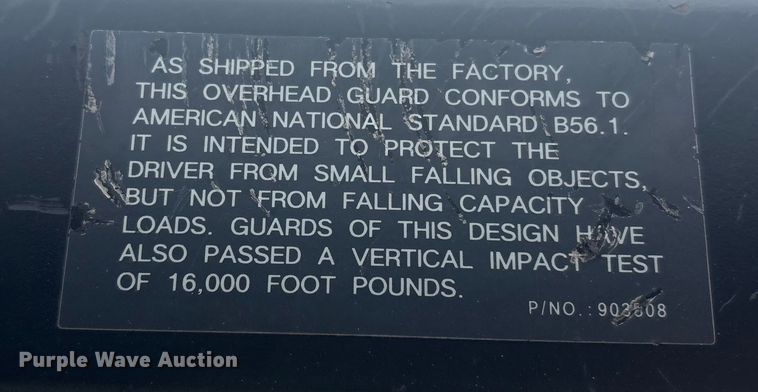 AS SHIPPED FROM THE FACTORY,
THIS OVERHEAD GUARD CONFORMS TO
AMERICAN NATIONAL STANDARD B56.1.
IT IS INTENDED TO PROTECT THE
DRIVER FROM SMALL FALLING OBJECTS,
BUT NOT FROM FALLING CAPACITY
LOADS. GUARDS OF THIS DESIGN HAVE
ALSO PASSED A VERTICAL IMPACT TEST
OF 16,000 FOOT POUNDS.
P/NO.:
Purple Wave Auction